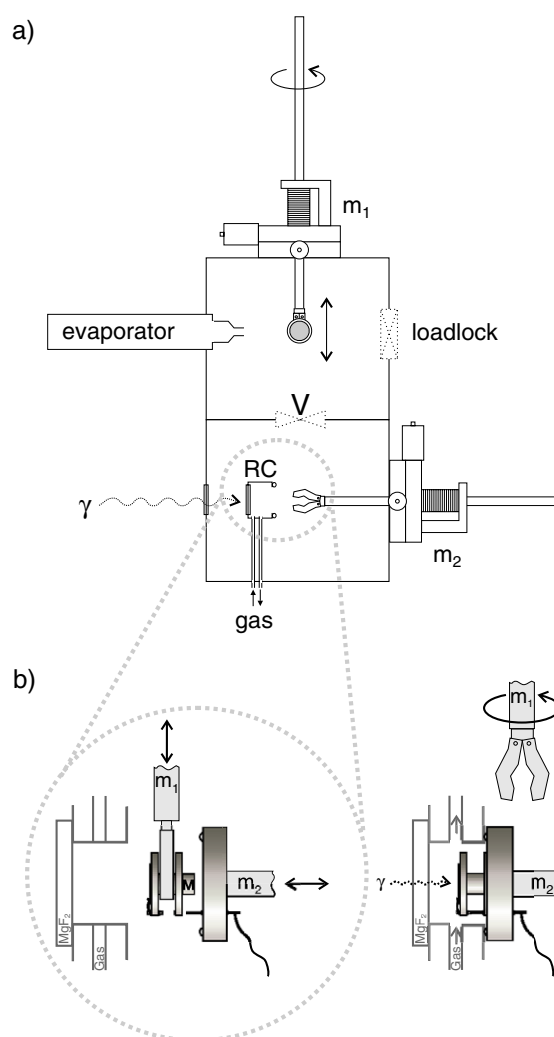 a)
m1
evaporator
loadlock
V
RC
γ
m2
gas
b)
m1
m1
M
m2
γ
m2
MgF2
Gas
MgF2
Gas